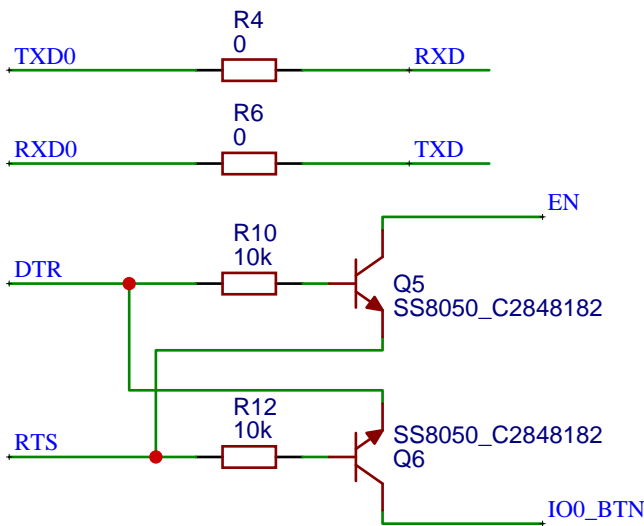 R4
0
TXD0
RXD
R6
0
RXD0
TXD
EN
R10
10k
DTR
Q5
SS8050_C2848182
R12
10k
RTS
SS8050_C2848182
Q6
IO0_BTN